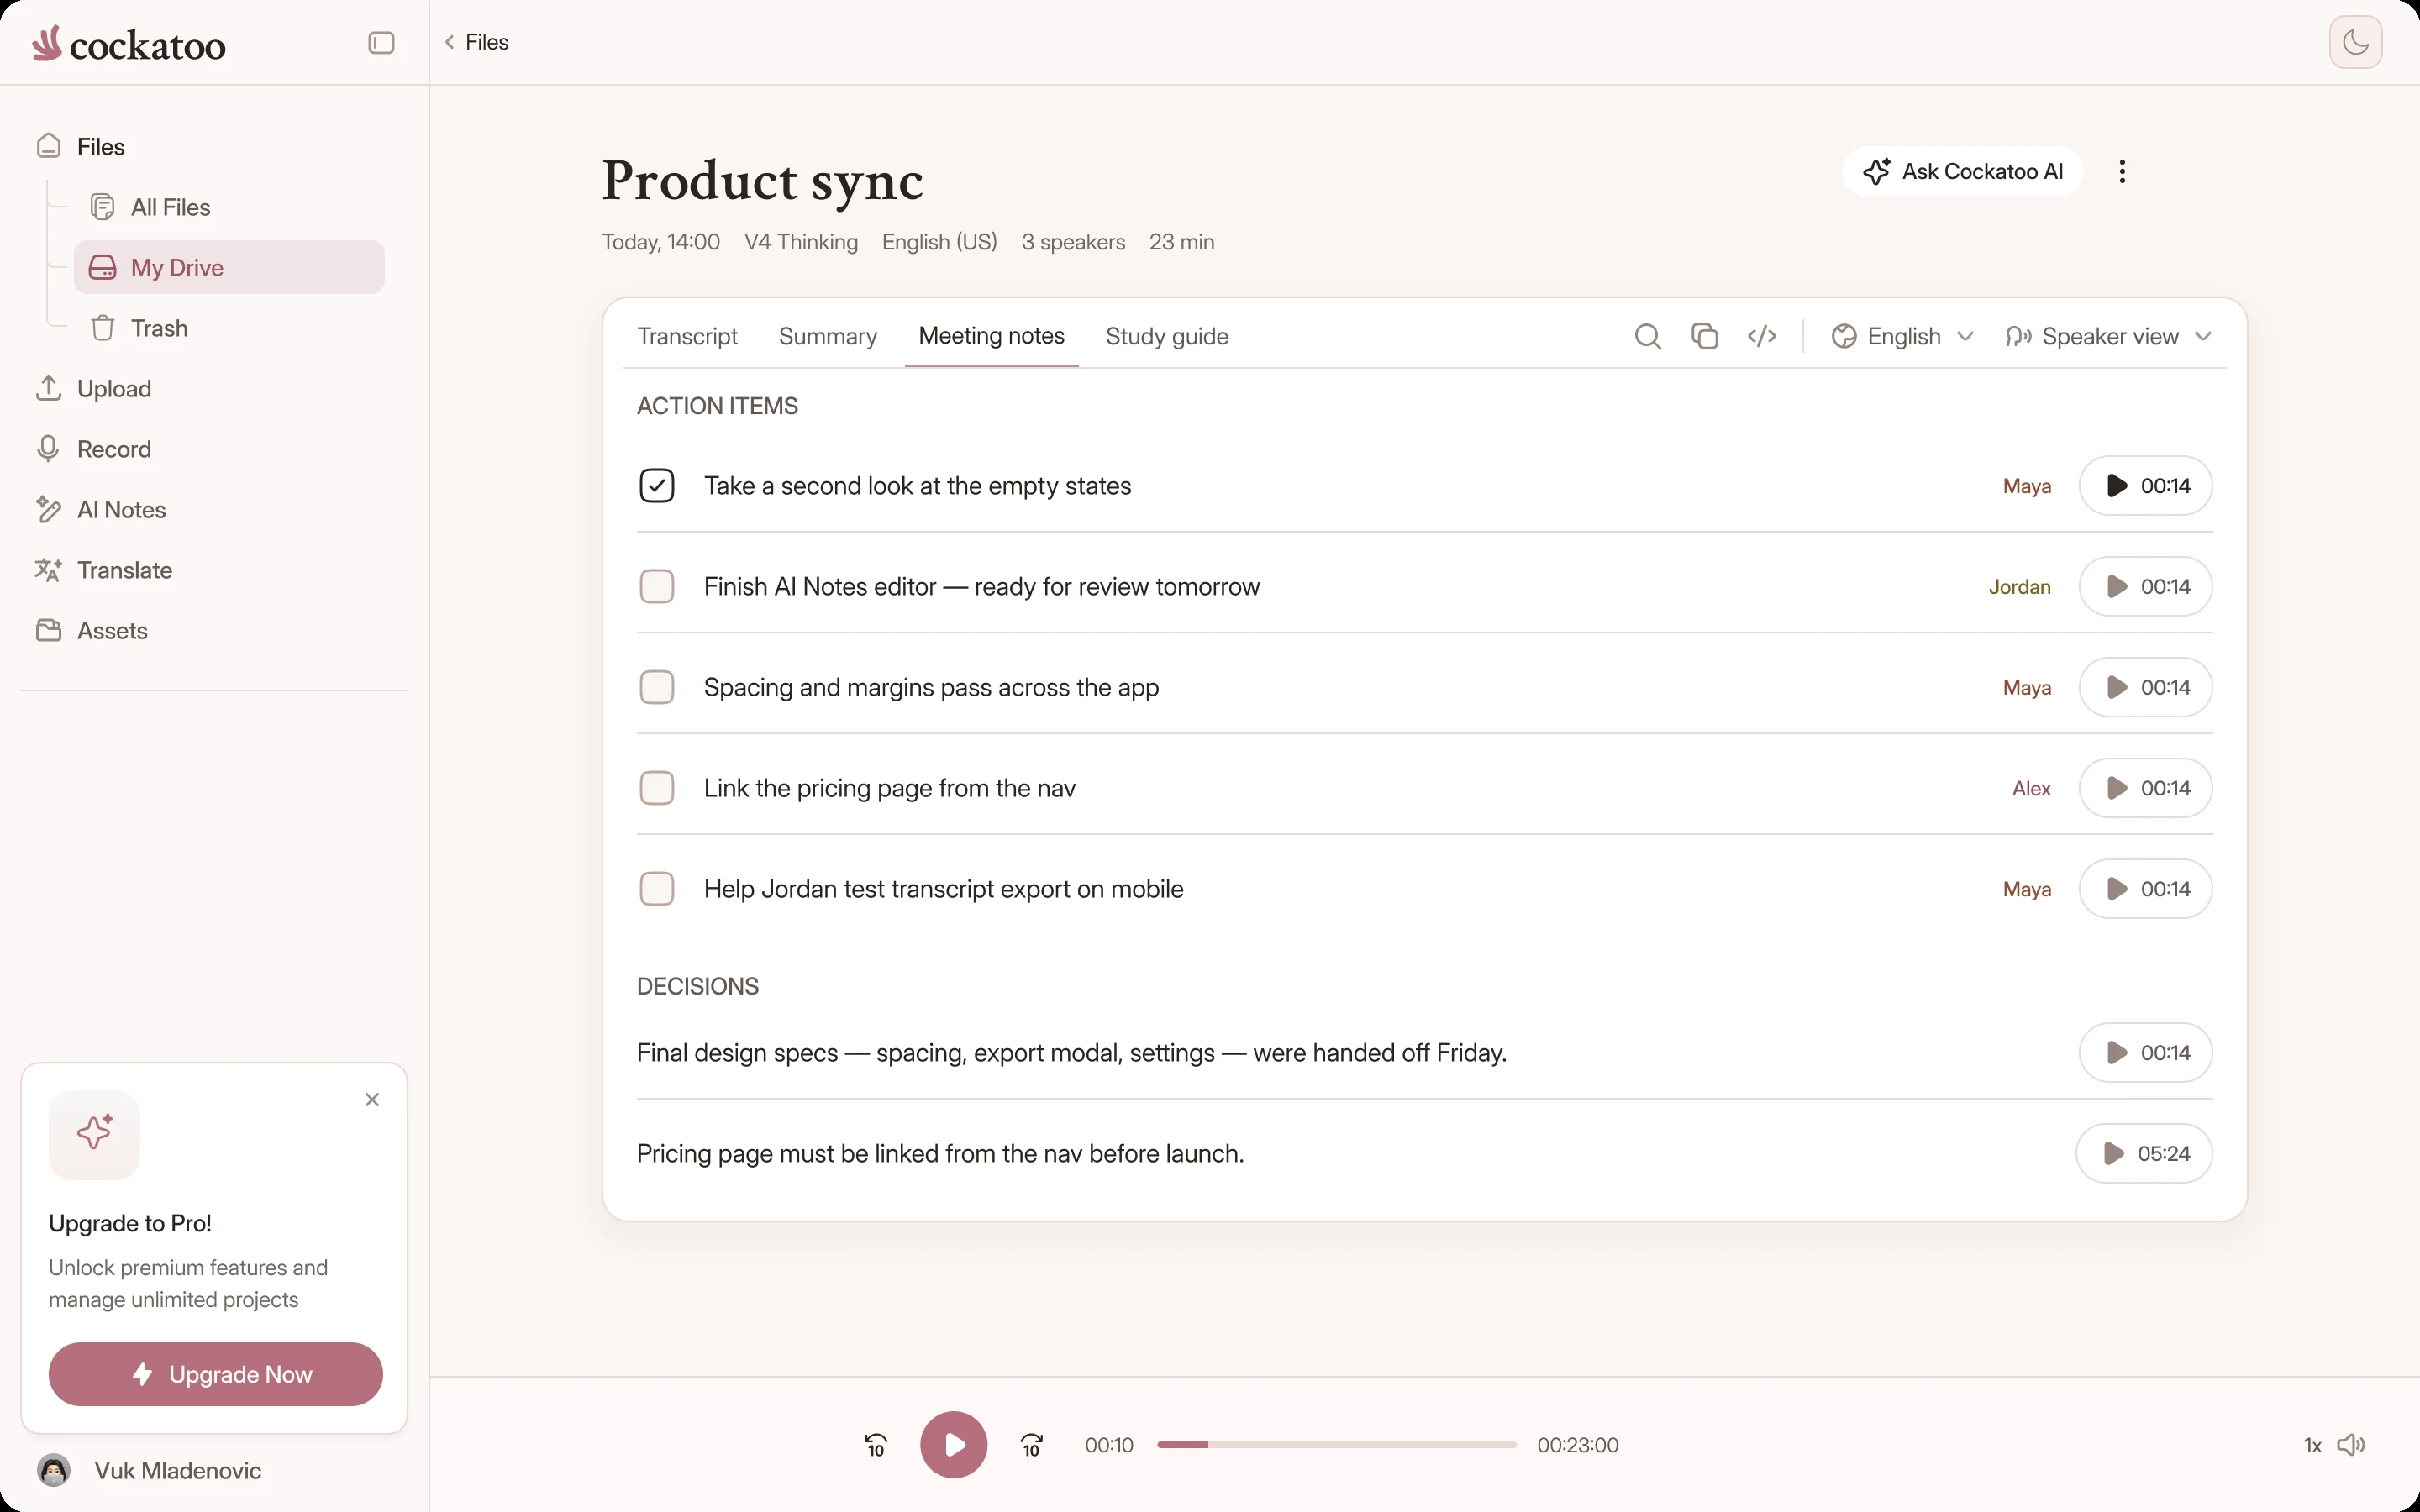 cockatoo
Files
Files
All Files
My Drive
Trash
Upload
Record
AI Notes
Translate
Assets
Upgrade to Pro!
Unlock premium features and
manage unlimited projects
Upgrade Now
Vuk Mladenovic
Product sync
Ask Cockatoo AI
Today, 14:00 V4 Thinking English (US) 3 speakers 23 min
Transcript Summary Meeting notes Study guide English Speaker view
ACTION ITEMS
Take a second look at the empty states Maya 00:14
Finish AI Notes editor — ready for review tomorrow Jordan 00:14
Spacing and margins pass across the app Maya 00:14
Link the pricing page from the nav Alex 00:14
Help Jordan test transcript export on mobile Maya 00:14
DECISIONS
Final design specs — spacing, export modal, settings — were handed off Friday. 00:14
Pricing page must be linked from the nav before launch. 05:24
10 10 00:10 00:23:00 1x